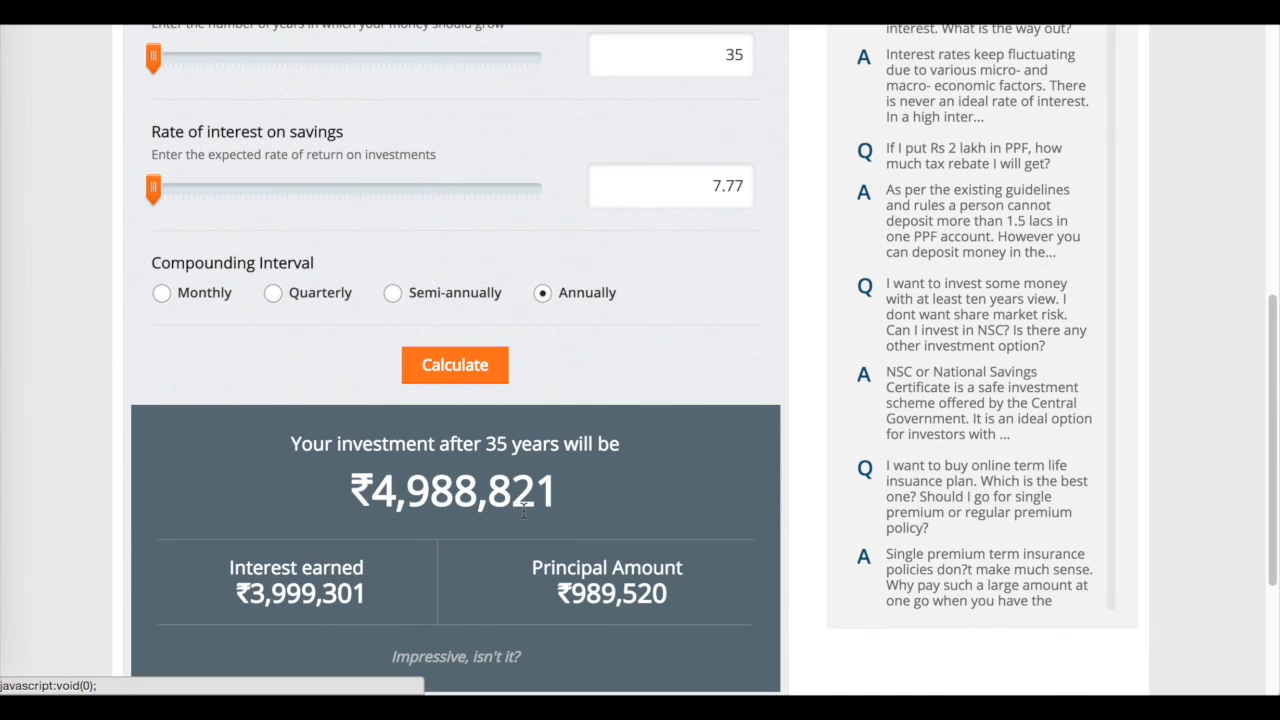 Enter the number of years in which your money should grow
35
Rate of interest on savings
Enter the expected rate of return on investments
7.77
Compounding Interval
Monthly
Quarterly
Semi-annually
Annually
Calculate
Your investment after 35 years will be
₹4,988,821
Interest earned
₹3,999,301
Principal Amount
₹989,520
Impressive, isn't it?
javascript:void(0);
interest. What is the way out?
A Interest rates keep fluctuating
due to various micro- and
macro- economic factors. There
is never an ideal rate of interest.
In a high inter...
Q If I put Rs 2 lakh in PPF, how
much tax rebate I will get?
A As per the existing guidelines
and rules a person cannot
deposit more than 1.5 lacs in
one PPF account. However you
can deposit money in the...
Q I want to invest some money
with at least ten years view. I
dont want share market risk.
Can I invest in NSC? Is there any
other investment option?
A NSC or National Savings
Certificate is a safe investment
scheme offered by the Central
Government. It is an ideal option
for investors with ...
Q I want to buy online term life
insuance plan. Which is the best
one? Should I go for single
premium or regular premium
policy?
A Single premium term insurance
policies don?t make much sense.
Why pay such a large amount at
one go when you have the